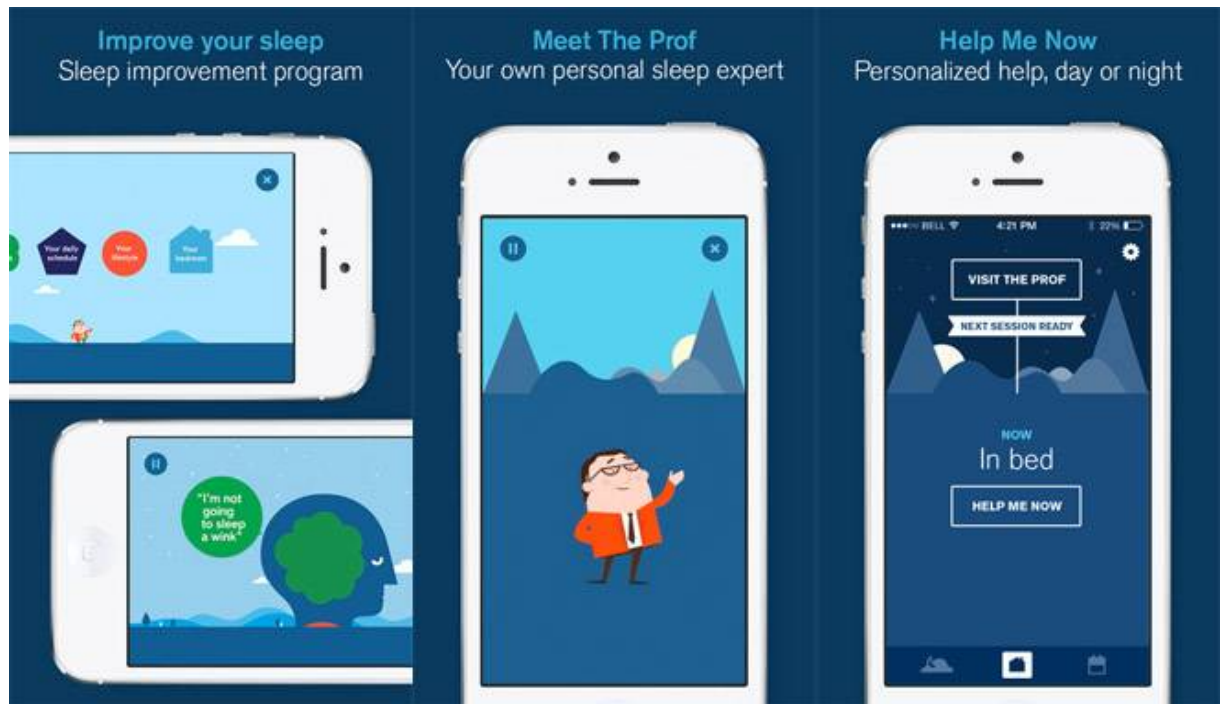 Improve your sleep
Sleep improvement program
Your daily
schedule
Your
lifestyle
Your
bedroom
"I'm not
going
to sleep
a wink"
Meet The Prof
Your own personal sleep expert
Help Me Now
Personalized help, day or night
BELL
4:21 PM
22%
VISIT THE PROF
NEXT SESSION READY
NOW
In bed
HELP ME NOW